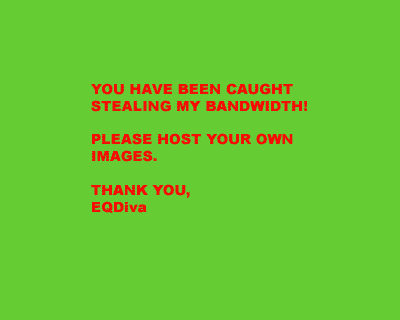 YOU HAVE BEEN CAUGHT
STEALING MY BANDWIDTH!
PLEASE HOST YOUR OWN
IMAGES.
THANK YOU,
EQDiva